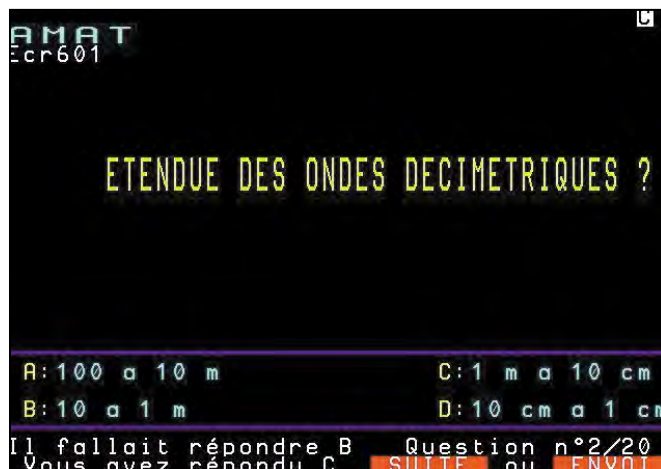 C
AMAT
Ecr601
ETENDUE DES ONDES DECIMETRIQUES ?
A:100 a 10 m
C:1 m a 10 cm
B:10 a 1 m
D:10 cm a 1 cm
Il fallait répondre B Question n°2/20
Vous avez répondu C SUITE ou ENVOI